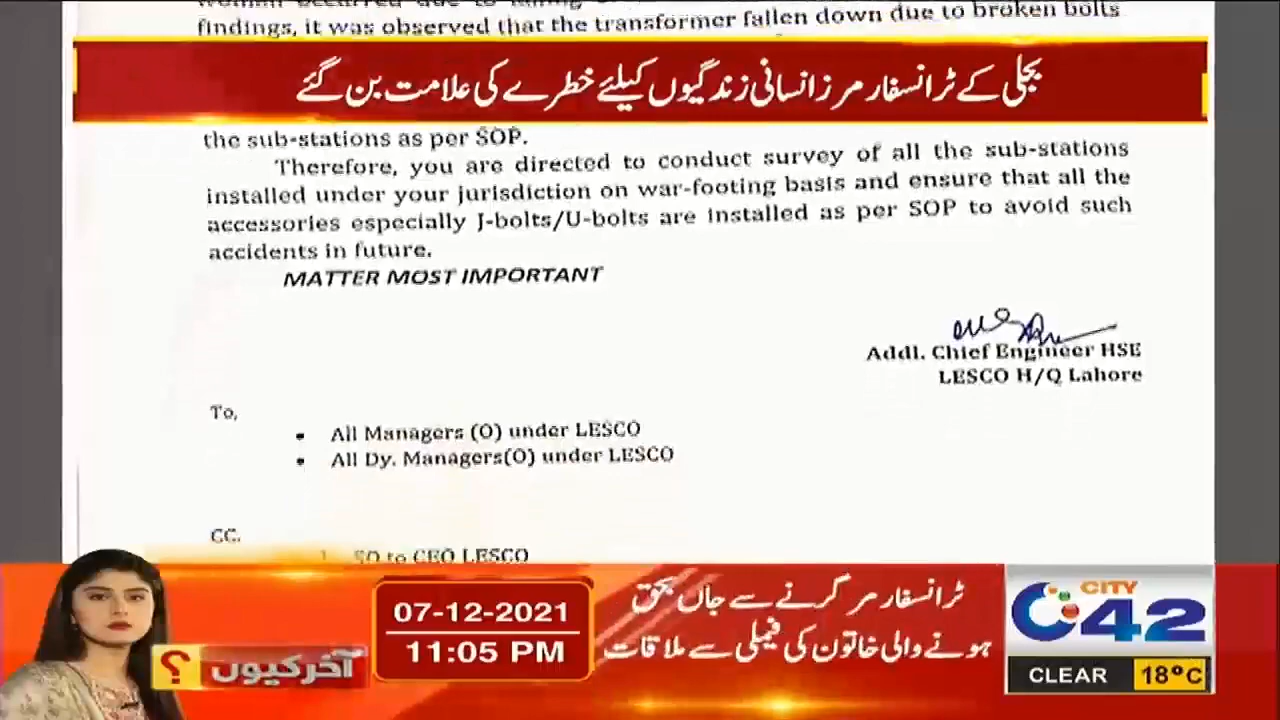 findings, it was observed that the transformer fallen down due to broken bolts
بجلی کے ٹرانسفارمرز انسانی زندگیوں کیلئے خطرے کی علامت بن گئے
the sub-stations as per SOP.
Therefore, you are directed to conduct survey of all the sub-stations
installed under your jurisdiction on war-footing basis and ensure that all the
accessories especially J-bolts/U-bolts are installed as per SOP to avoid such
accidents in future.
MATTER MOST IMPORTANT
Addl. Chief Engineer HSE
LESCO H/Q Lahore
To,
• All Managers (O) under LESCO
• All Dy. Managers(O) under LESCO
CC.
1. SO to CEO LESCO
آخر کیوں ؟
07-12-2021
11:05 PM
ٹرانسفارمر گرنے سے جاں بحق
ہونے والی خاتون کی فیملی سے ملاقات
CITY
42
CLEAR 18°C